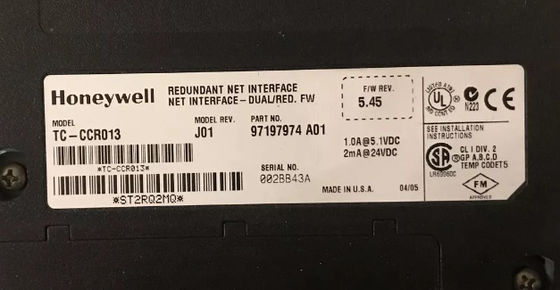 Honeywell
REDUNDANT NET INTERFACE
NET INTERFACE-DUAL/RED. FW
F/W REV.
5.45
MODEL
TC-CCR013
MODEL REV.
J01
PART NO.
97197974 A01
*TC-CCR013*
1.0A@5.1VDC
2mA@24VDC
SERIAL NO.
002BB43A
*ST2RQ2MQ*
MADE IN U.S.A.
04/05
UL
N223
CE
SEE INSTALLATION
INSTRUCTIONS
SA
CL I DIV. 2
GP A,B,C,D
TEMP CODET5
FM